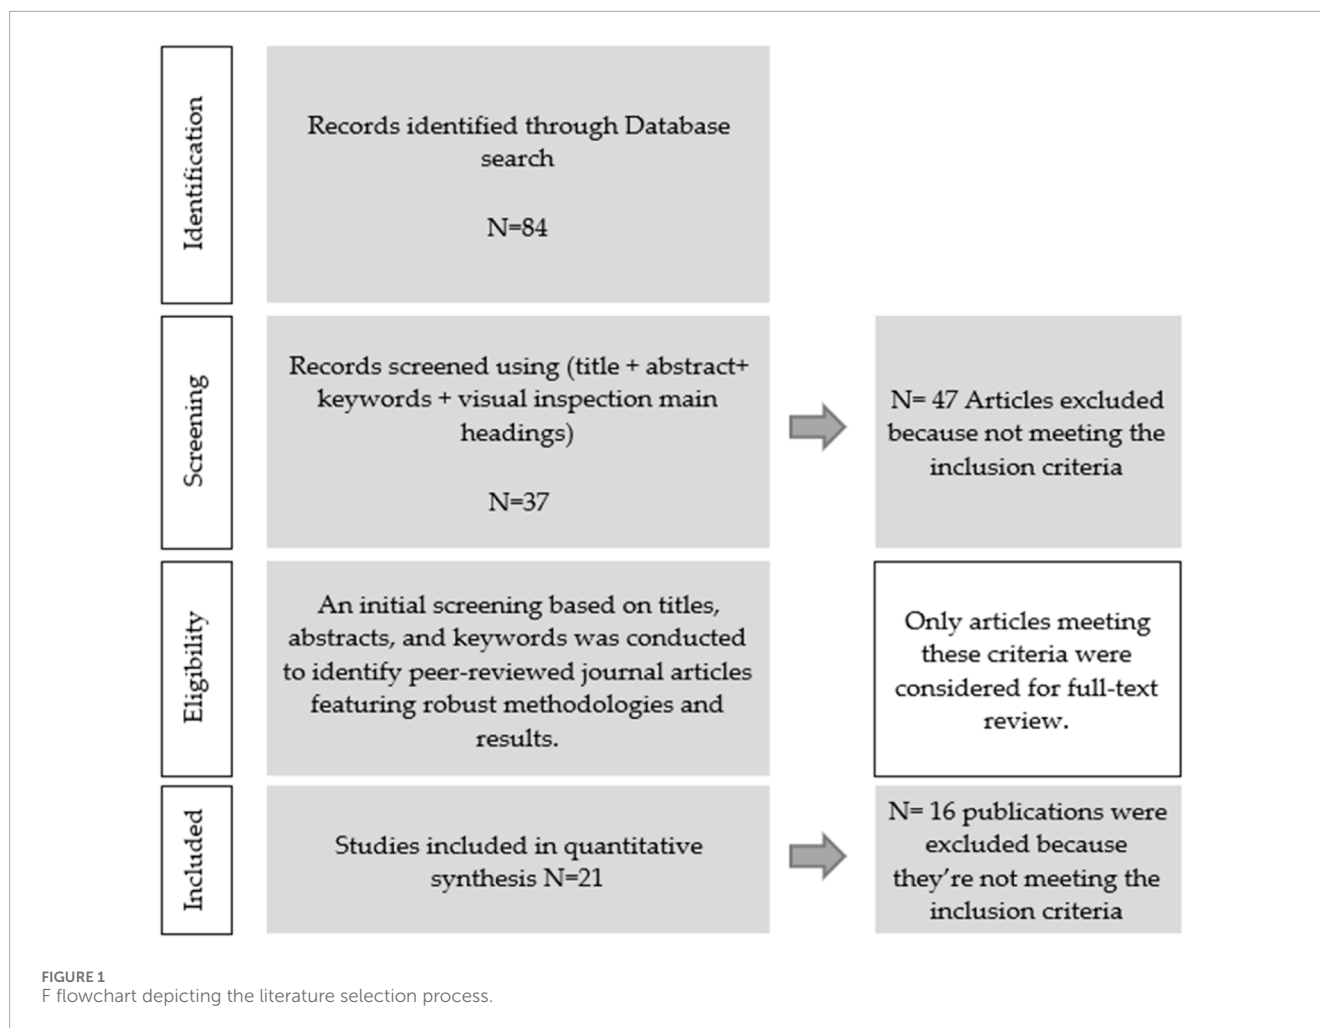 Identification
Records identified through Database
search
N=84
Screening
Records screened using (title + abstract+
keywords + visual inspection main
headings)
N=37
N= 47 Articles excluded
because not meeting the
inclusion criteria
Eligibility
An initial screening based on titles,
abstracts, and keywords was conducted
to identify peer-reviewed journal articles
featuring robust methodologies and
results.
Only articles meeting
these criteria were
considered for full-text
review.
Included
Studies included in quantitative
synthesis N=21
N= 16 publications were
excluded because
they're not meeting the
inclusion criteria
FIGURE 1
F flowchart depicting the literature selection process.